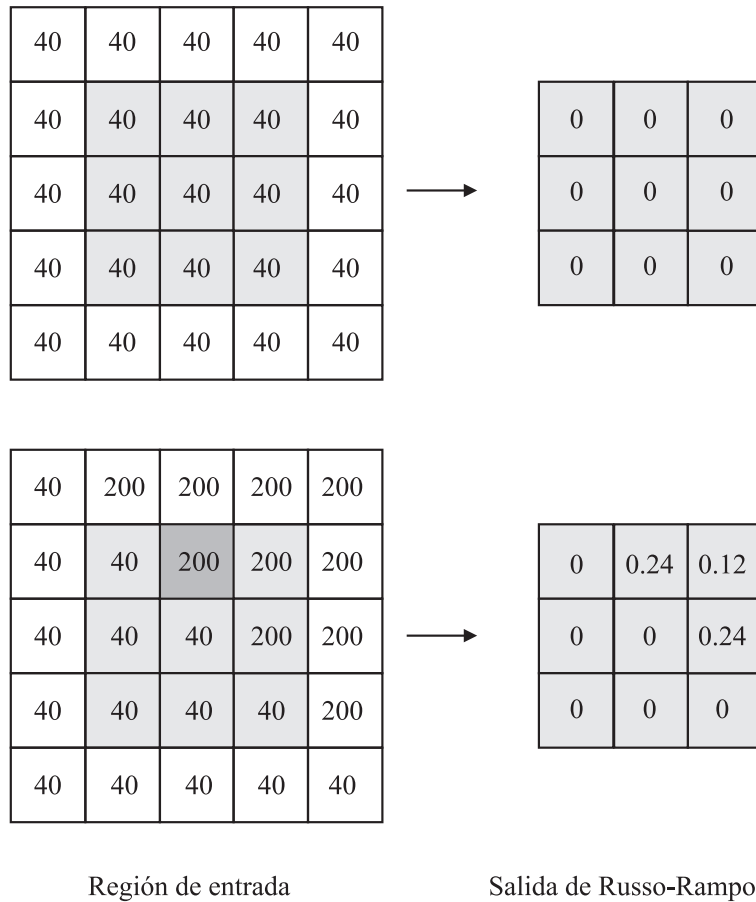 40 40 40 40 40
40 40 40 40 40
40 40 40 40 40
40 40 40 40 40
40 40 40 40 40
0 0 0
0 0 0
0 0 0
40 200 200 200 200
40 40 200 200 200
40 40 40 200 200
40 40 40 40 200
40 40 40 40 40
0 0.24 0.12
0 0 0.24
0 0 0
Región de entrada
Salida de Russo-Rampo